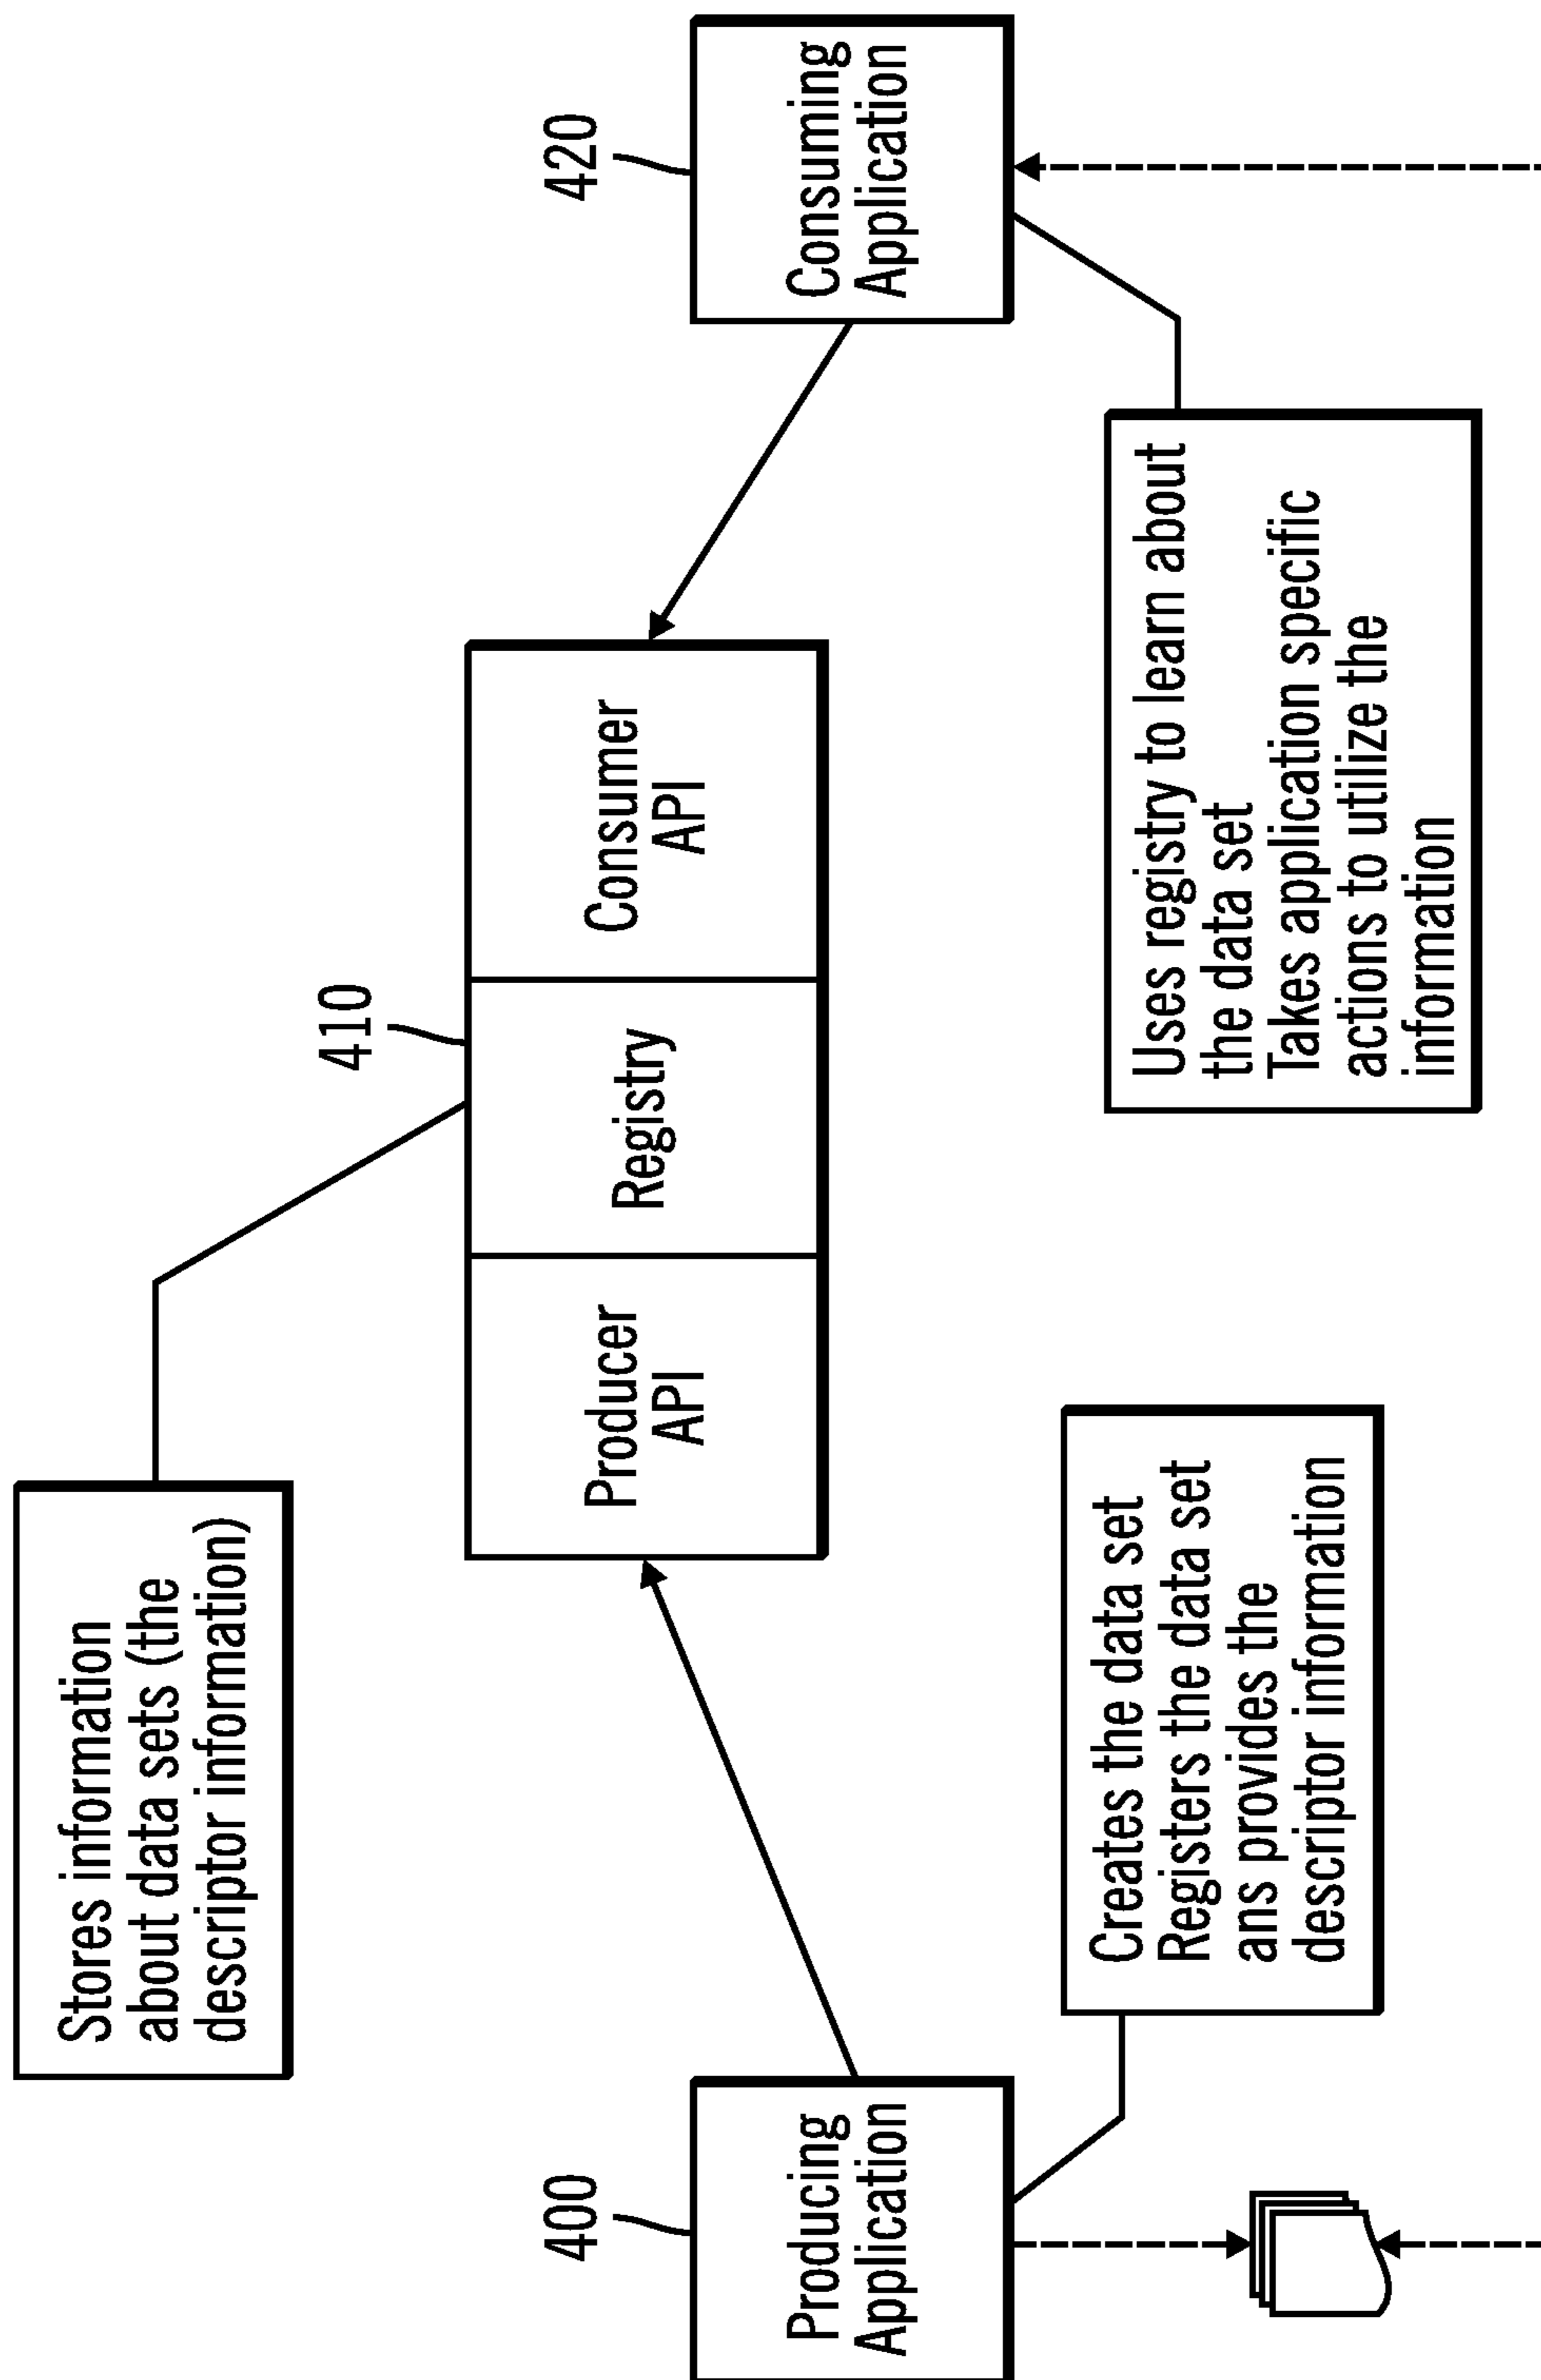 Stores information
about data sets (the
descriptor information)
410
Producer
API
Registry
Consumer
API
400
Producing
Application
420
Consuming
Application
Creates the data set
Registers the data set
ans provides the
descriptor information
Uses registry to learn about
the data set
Takes application specific
actions to utilize the
information